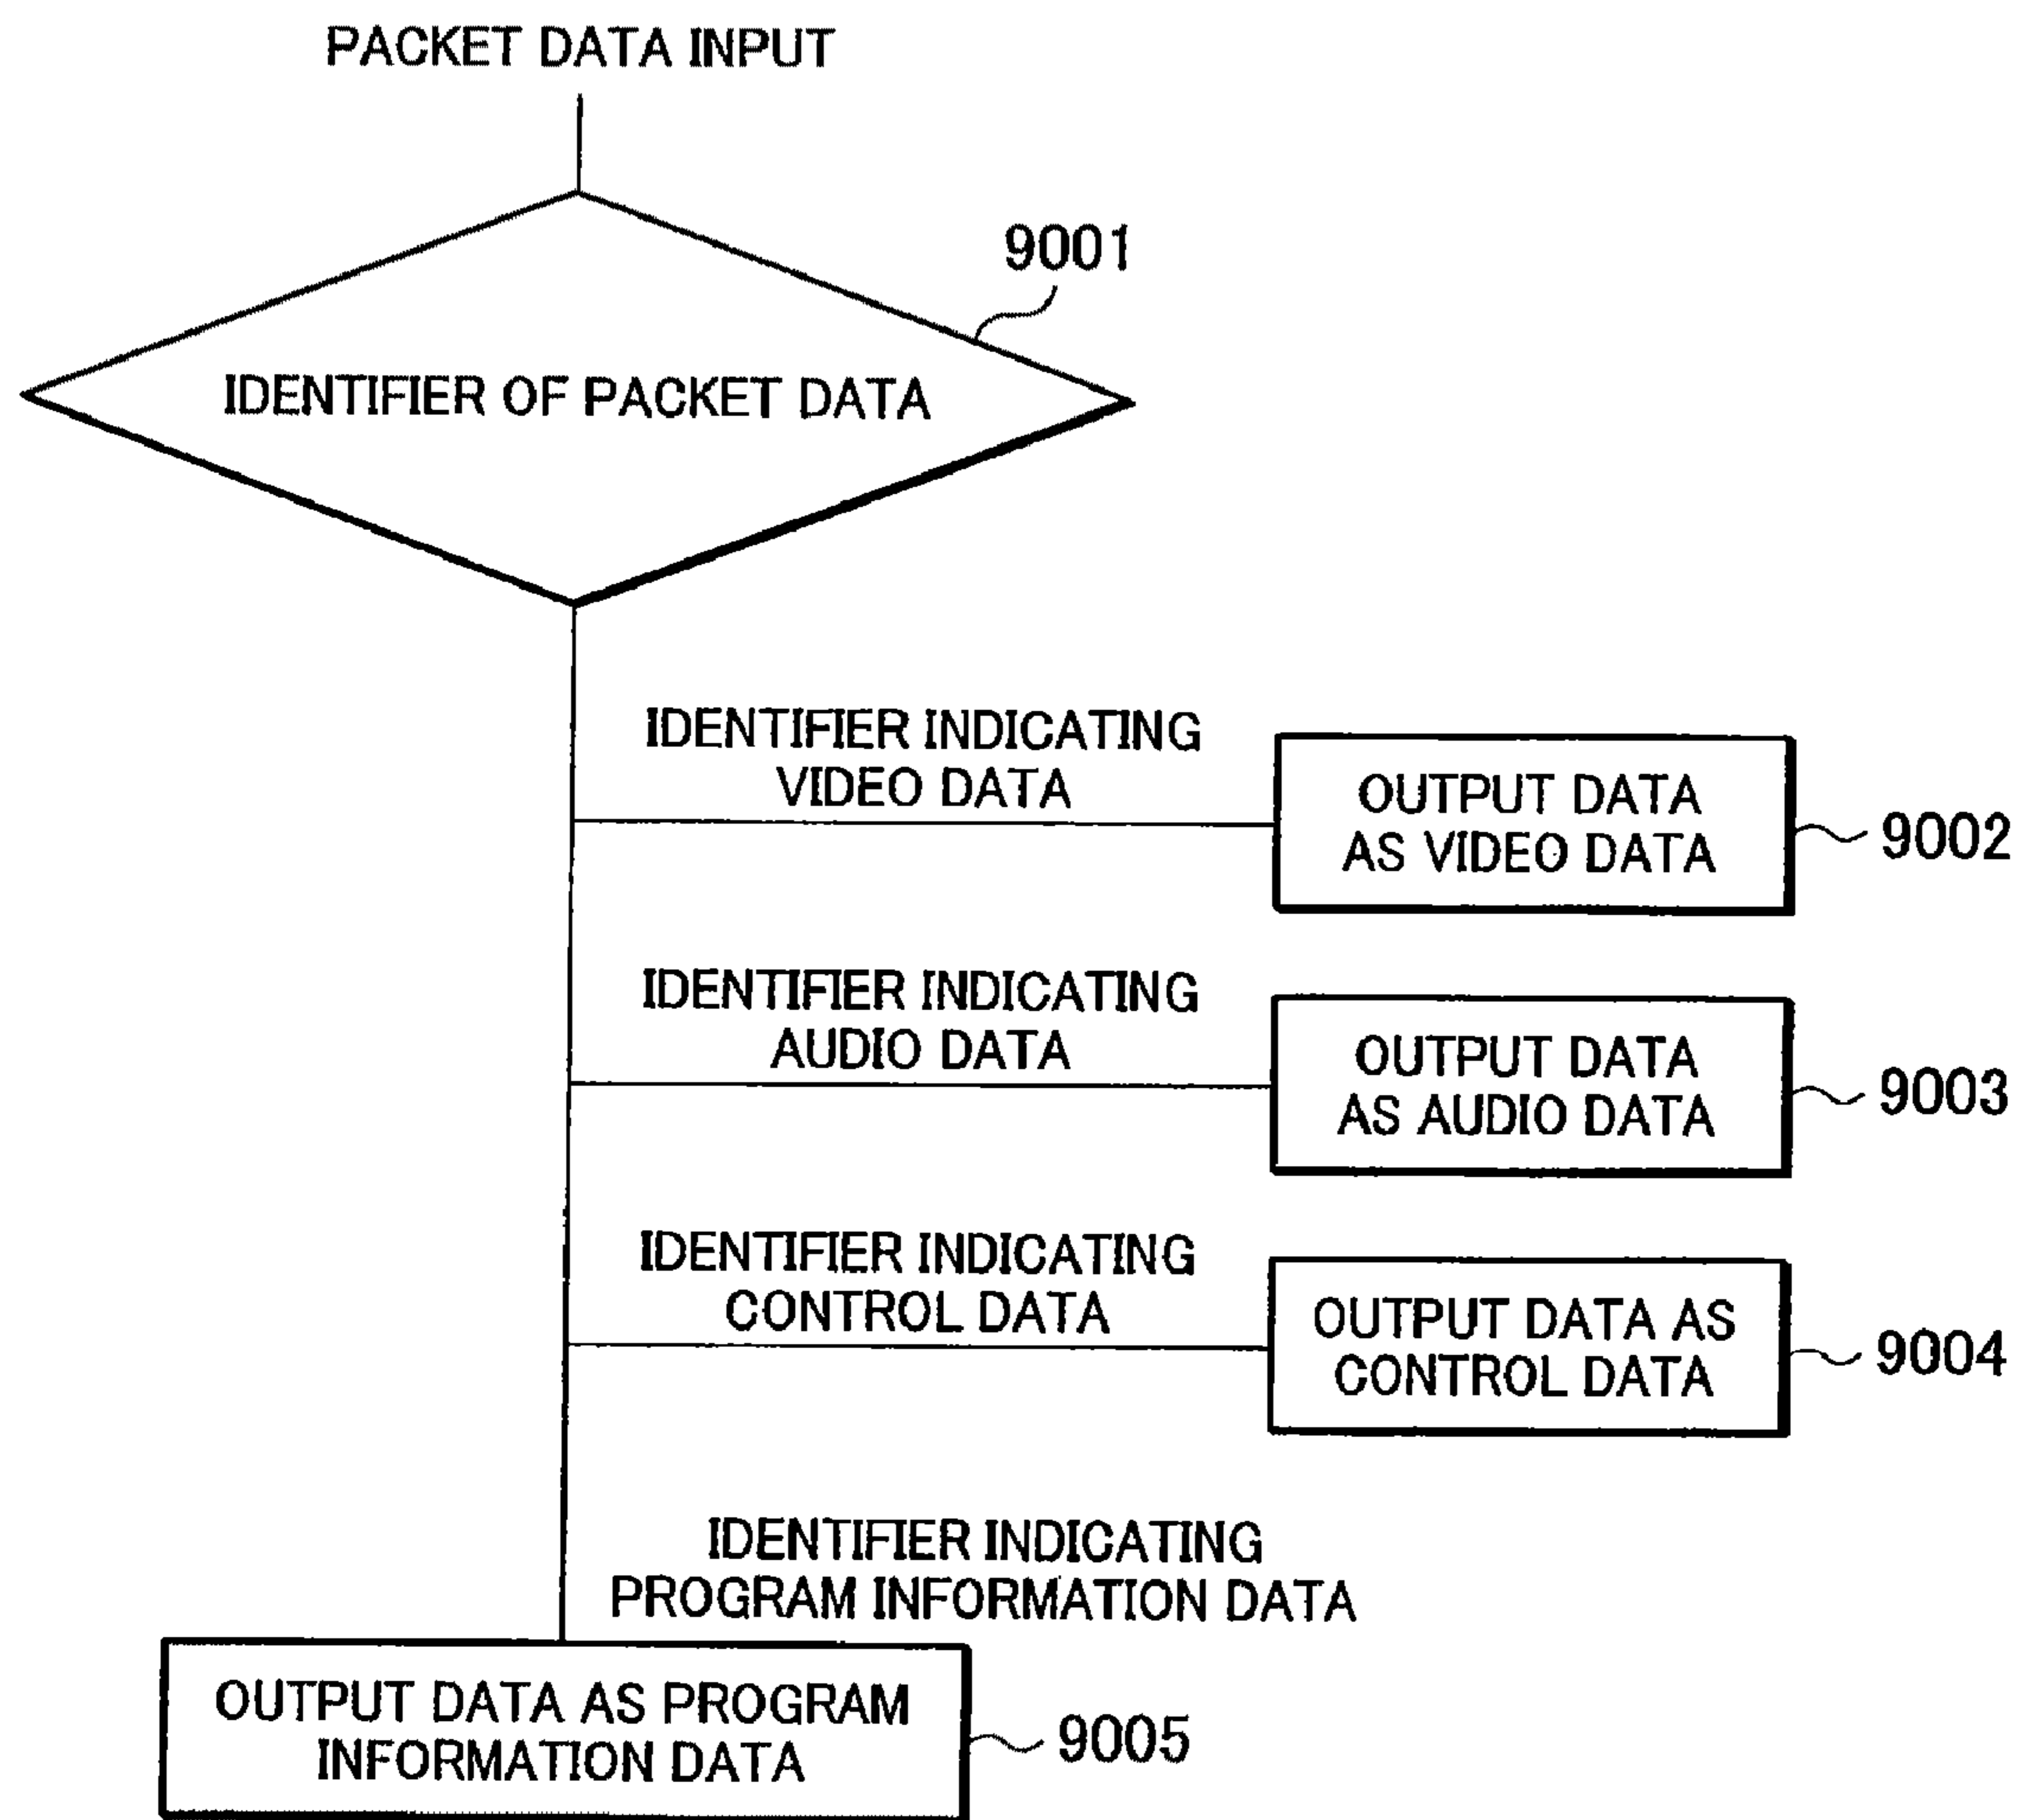 PACKET DATA INPUT
9001
IDENTIFIER OF PACKET DATA
IDENTIFIER INDICATING
VIDEO DATA
OUTPUT DATA
AS VIDEO DATA
9002
IDENTIFIER INDICATING
AUDIO DATA
OUTPUT DATA
AS AUDIO DATA
9003
IDENTIFIER INDICATING
CONTROL DATA
OUTPUT DATA AS
CONTROL DATA
9004
IDENTIFIER INDICATING
PROGRAM INFORMATION DATA
OUTPUT DATA AS PROGRAM
INFORMATION DATA
9005